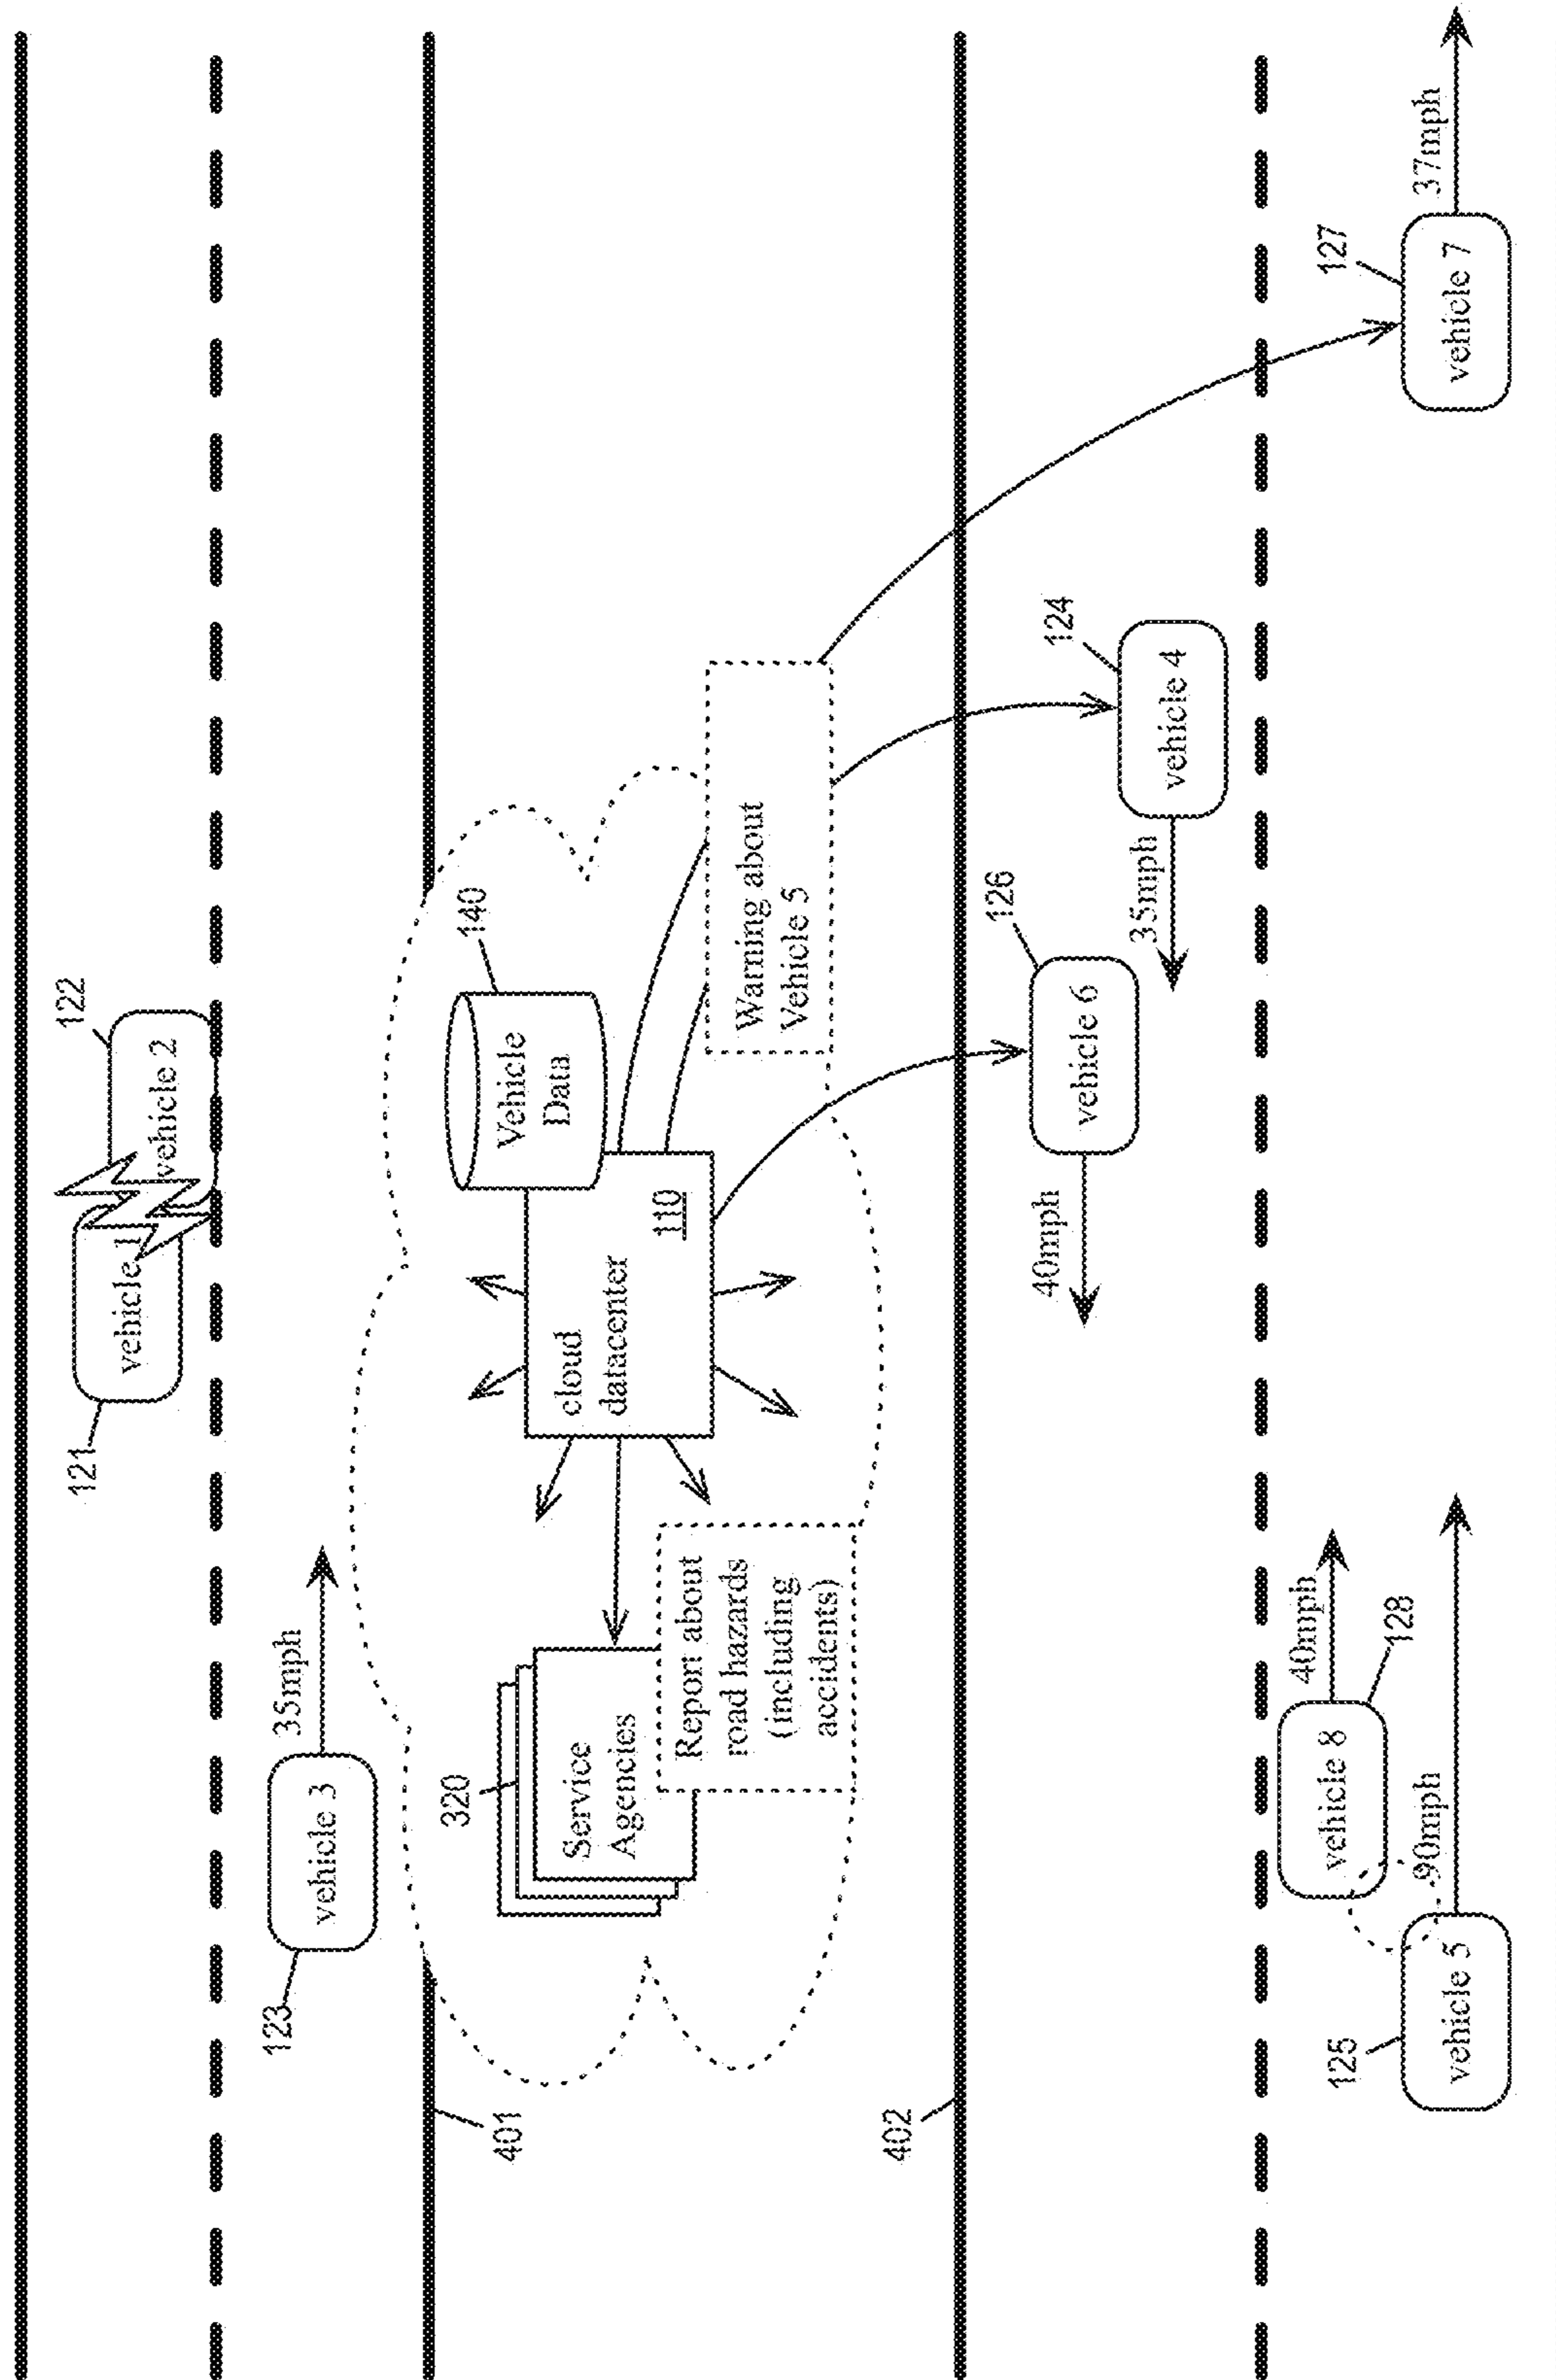 121
vehicle 1
vehicle 2
122
123
vehicle 3
35mph
401
320
Service
Agencies
Report about
road hazards
(including
accidents)
cloud
datacenter
110
Vehicle
Data
140
Warning about
Vehicle 5
402
40mph
vehicle 6
126
35mph
vehicle 4
124
125
vehicle 5
90mph
vehicle 8
128
40mph
vehicle 7
127
37mph